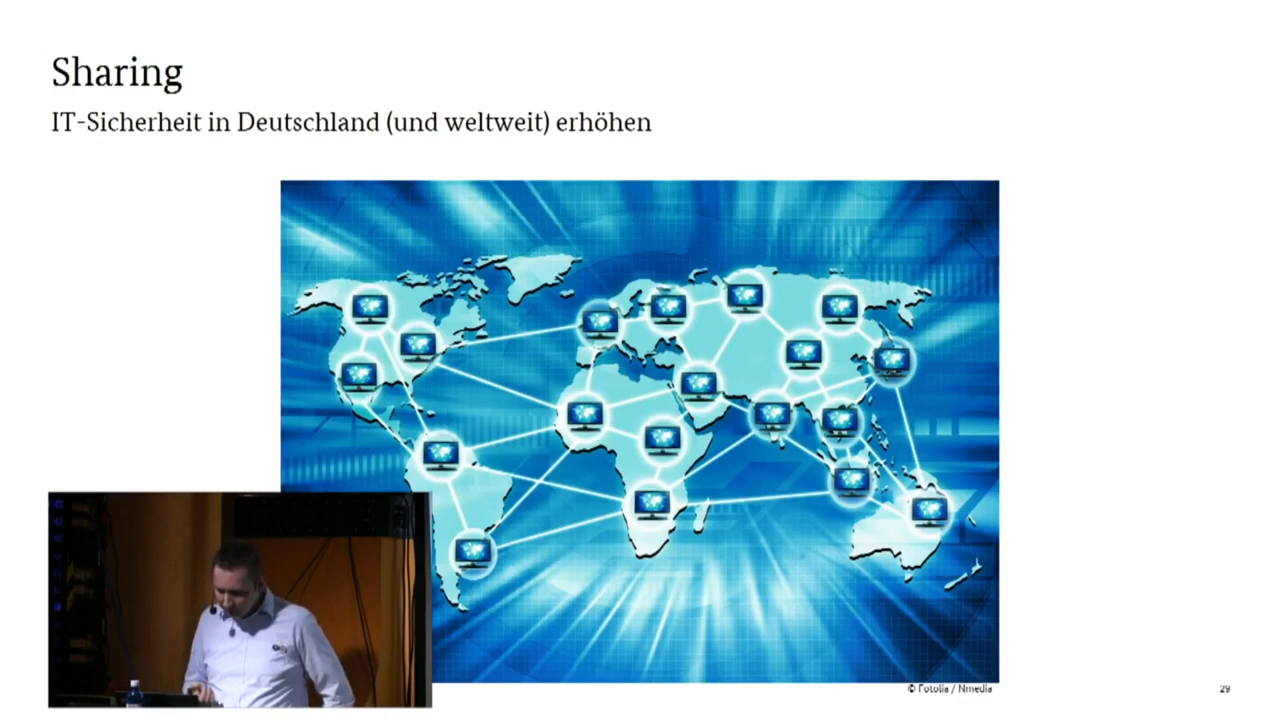 Sharing
IT-Sicherheit in Deutschland (und weltweit) erhöhen
© Fotolia / Nmedia
29